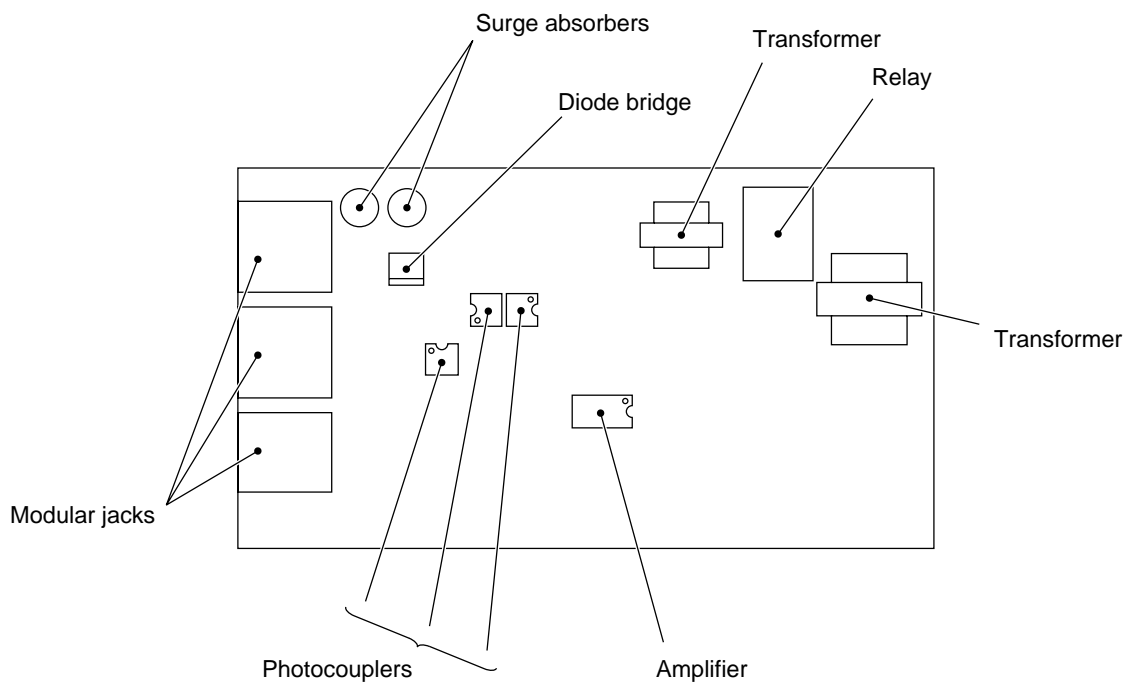 Surge absorbers
Transformer
Relay
Diode bridge
Transformer
Modular jacks
Photocouplers
Amplifier